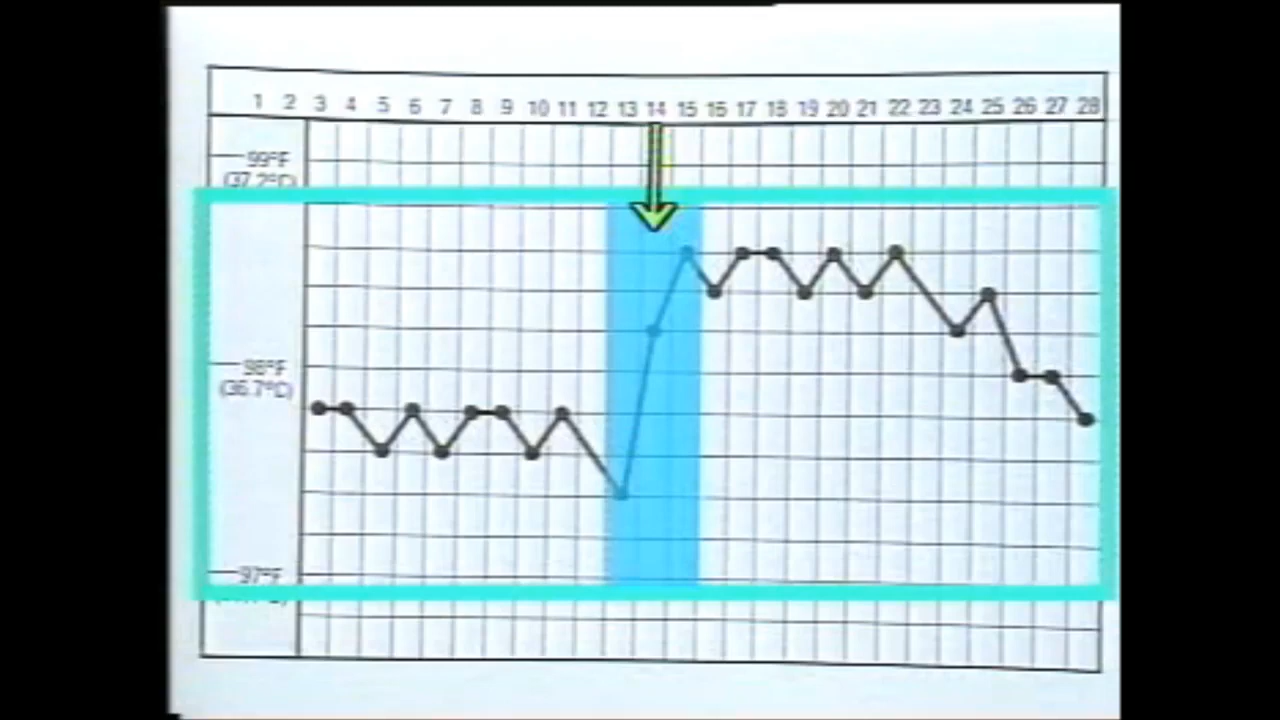 1 2 3 4 5 6 7 8 9 10 11 12 13 14 15 16 17 18 19 20 21 22 23 24 25 26 27 28
99°F
(37.2°C)
98°F
(36.7°C)
97°F